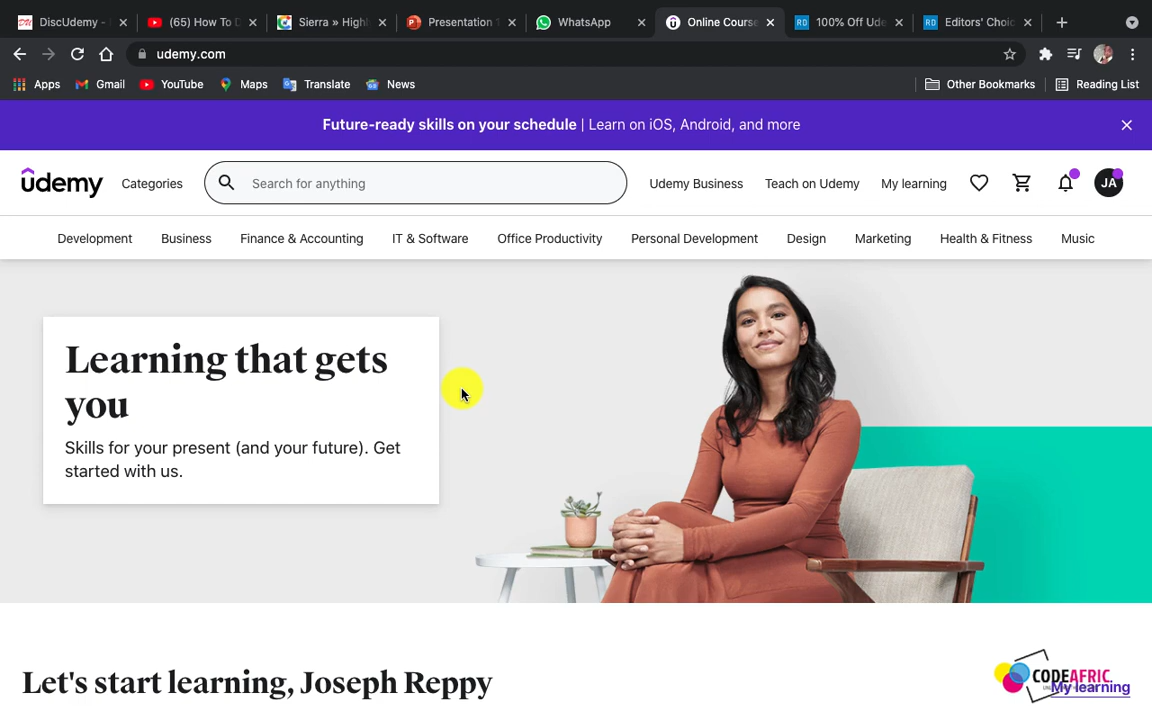 DiscUdemy -
(65) How To D
Sierra » Highl
Presentation 1
WhatsApp
Online Course
100% Off Ude
Editors' Choic
udemy.com
Apps
Gmail
YouTube
Maps
Translate
News
Other Bookmarks
Reading List
Future-ready skills on your schedule | Learn on iOS, Android, and more
udemy
Categories
Search for anything
Udemy Business
Teach on Udemy
My learning
JA
Development
Business
Finance & Accounting
IT & Software
Office Productivity
Personal Development
Design
Marketing
Health & Fitness
Music
Learning that gets
you
Skills for your present (and your future). Get
started with us.
Let's start learning, Joseph Reppy
CODEAFRIC
My learning